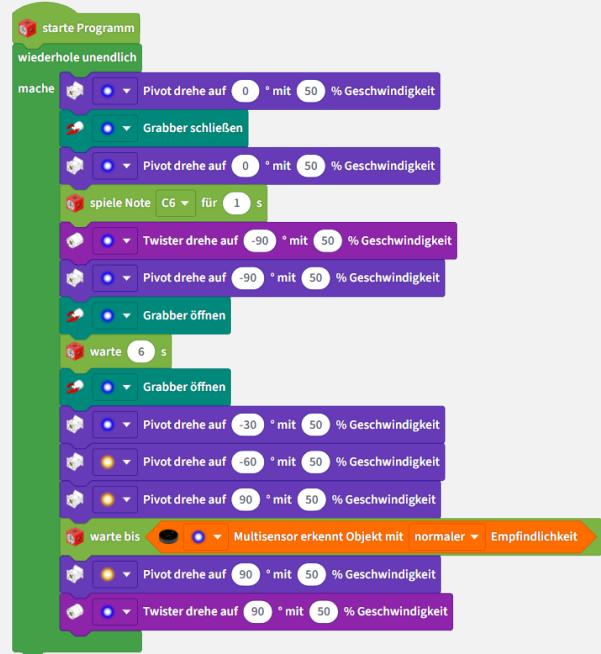 starte Programm
wiederhole unendlich
mache
Pivot drehe auf 0 ° mit 50 % Geschwindigkeit
Grabber schließen
Pivot drehe auf 0 ° mit 50 % Geschwindigkeit
spiele Note C6 für 1 s
Twister drehe auf -90 ° mit 50 % Geschwindigkeit
Pivot drehe auf -90 ° mit 50 % Geschwindigkeit
Grabber öffnen
warte 6 s
Grabber öffnen
Pivot drehe auf -30 ° mit 50 % Geschwindigkeit
Pivot drehe auf -60 ° mit 50 % Geschwindigkeit
Pivot drehe auf 90 ° mit 50 % Geschwindigkeit
warte bis Multisensor erkennt Objekt mit normaler Empfindlichkeit
Pivot drehe auf 90 ° mit 50 % Geschwindigkeit
Twister drehe auf 90 ° mit 50 % Geschwindigkeit